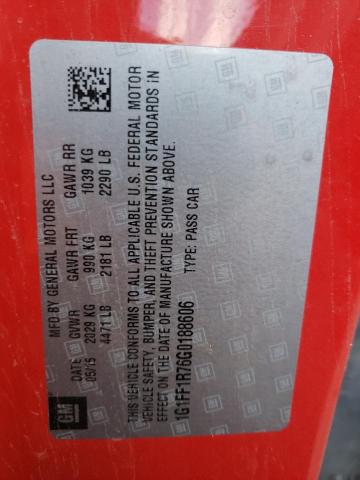 MFD BY GENERAL MOTORS LLC
DATE GVWR GAWR FRT GAWR RR
05/15 2029 KG 990 KG 1039 KG
4471 LB 2181 LB 2290 LB
THIS VEHICLE CONFORMS TO ALL APPLICABLE U.S. FEDERAL MOTOR
VEHICLE SAFETY, BUMPER, AND THEFT PREVENTION STANDARDS IN
EFFECT ON THE DATE OF MANUFACTURE SHOWN ABOVE.
1G1FF1R76G0188606 TYPE: PASS CAR
GM